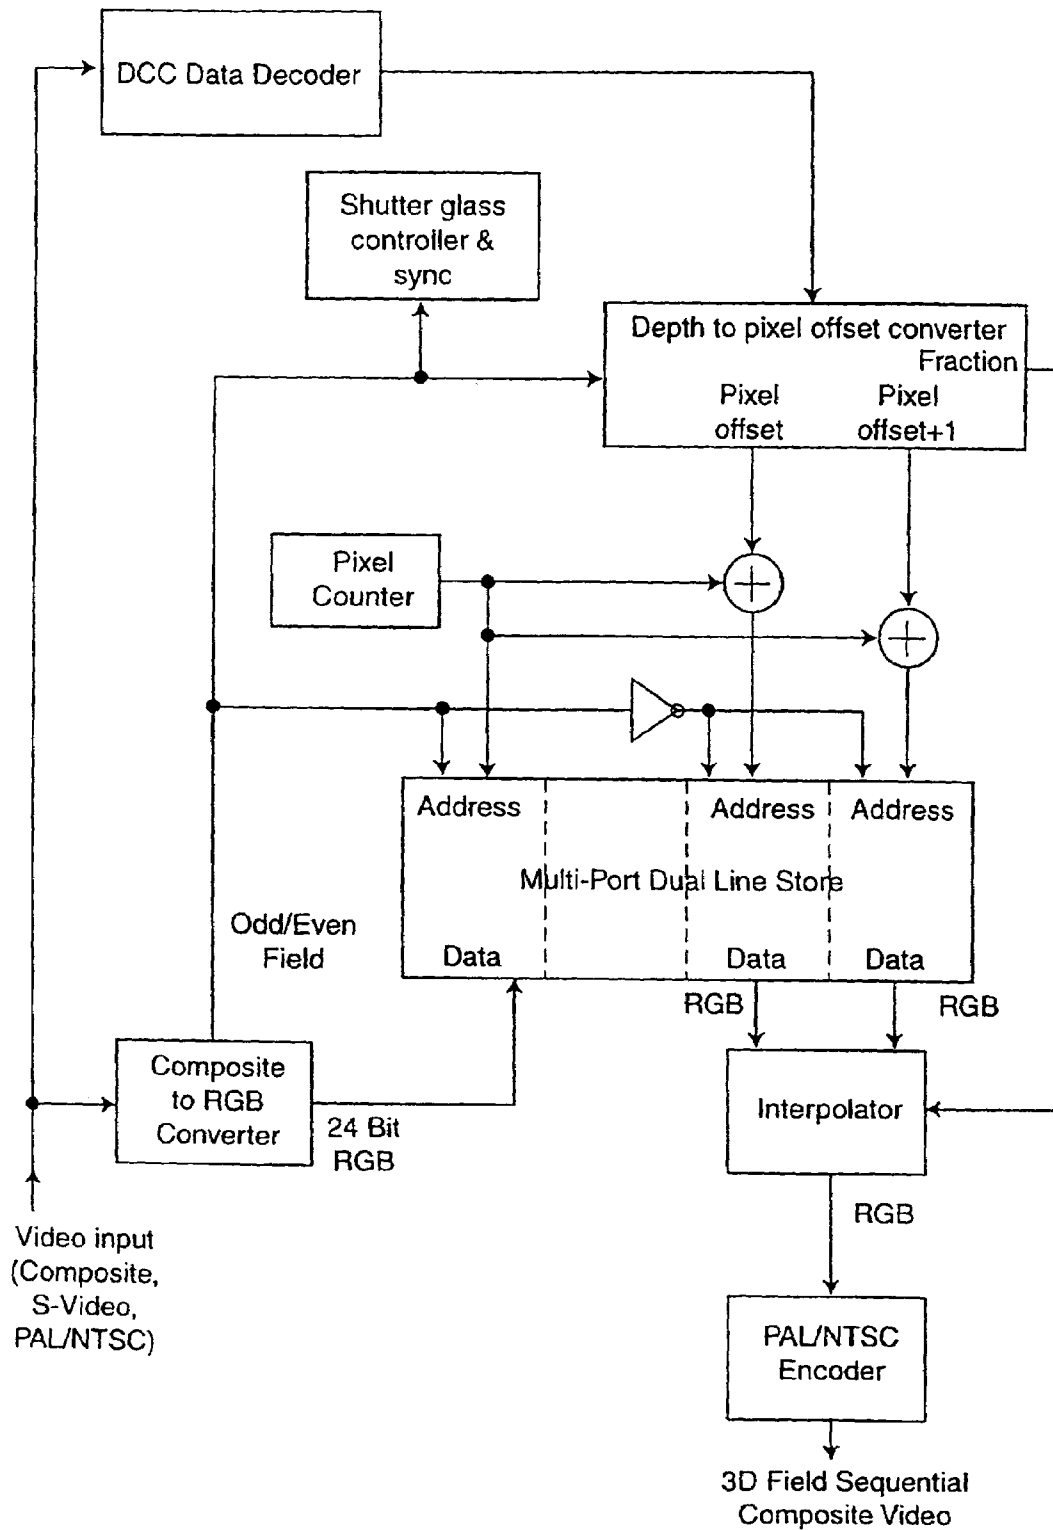 DCC Data Decoder
Shutter glass
controller &
sync
Depth to pixel offset converter
Fraction
Pixel
offset
Pixel
offset+1
Pixel
Counter
Address
Address
Address
Multi-Port Dual Line Store
Odd/Even
Field
Data
Data
Data
RGB
RGB
Composite
to RGB
Converter
24 Bit
RGB
Interpolator
Video input
(Composite,
S-Video,
PAL/NTSC)
RGB
PAL/NTSC
Encoder
3D Field Sequential
Composite Video